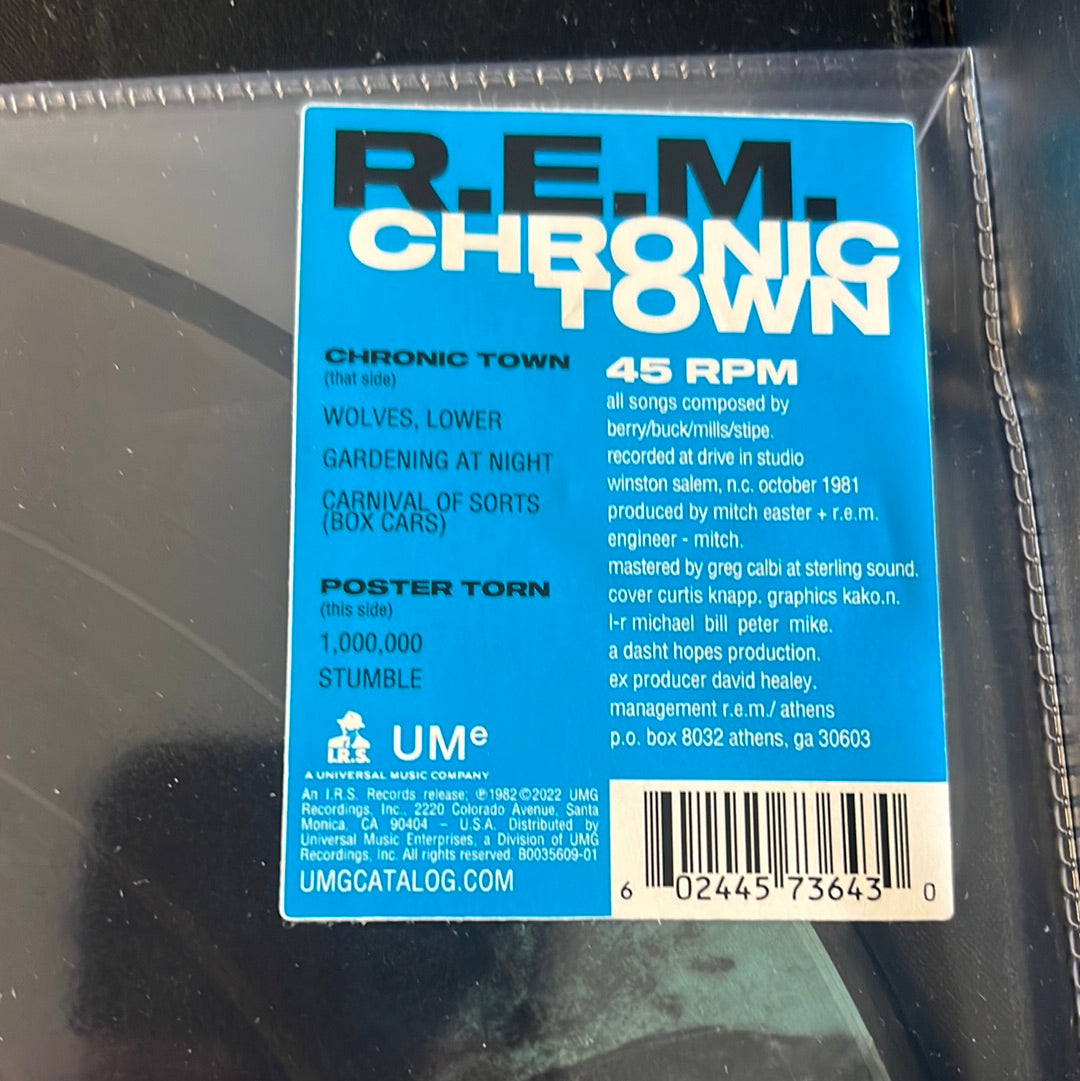 R.E.M.
CHRONIC
TOWN
CHRONIC TOWN
(that side)
WOLVES, LOWER
GARDENING AT NIGHT
CARNIVAL OF SORTS
(BOX CARS)
POSTER TORN
(this side)
1,000,000
STUMBLE
45 RPM
all songs composed by
berry/buck/mills/stipe.
recorded at drive in studio
winston salem, n.c. october 1981
produced by mitch easter + r.e.m.
engineer - mitch.
mastered by greg calbi at sterling sound.
cover curtis knapp. graphics kako.n.
l-r michael bill peter mike.
a dasht hopes production.
ex producer david healey.
management r.e.m./ athens
p.o. box 8032 athens, ga 30603
I.R.S.
UMe
A UNIVERSAL MUSIC COMPANY
An I.R.S. Records release; ℗1982©2022 UMG
Recordings, Inc., 2220 Colorado Avenue, Santa
Monica, CA 90404 – U.S.A. Distributed by
Universal Music Enterprises, a Division of UMG
Recordings, Inc. All rights reserved. B0035609-01
UMGCATALOG.COM
6 02445 73643 0